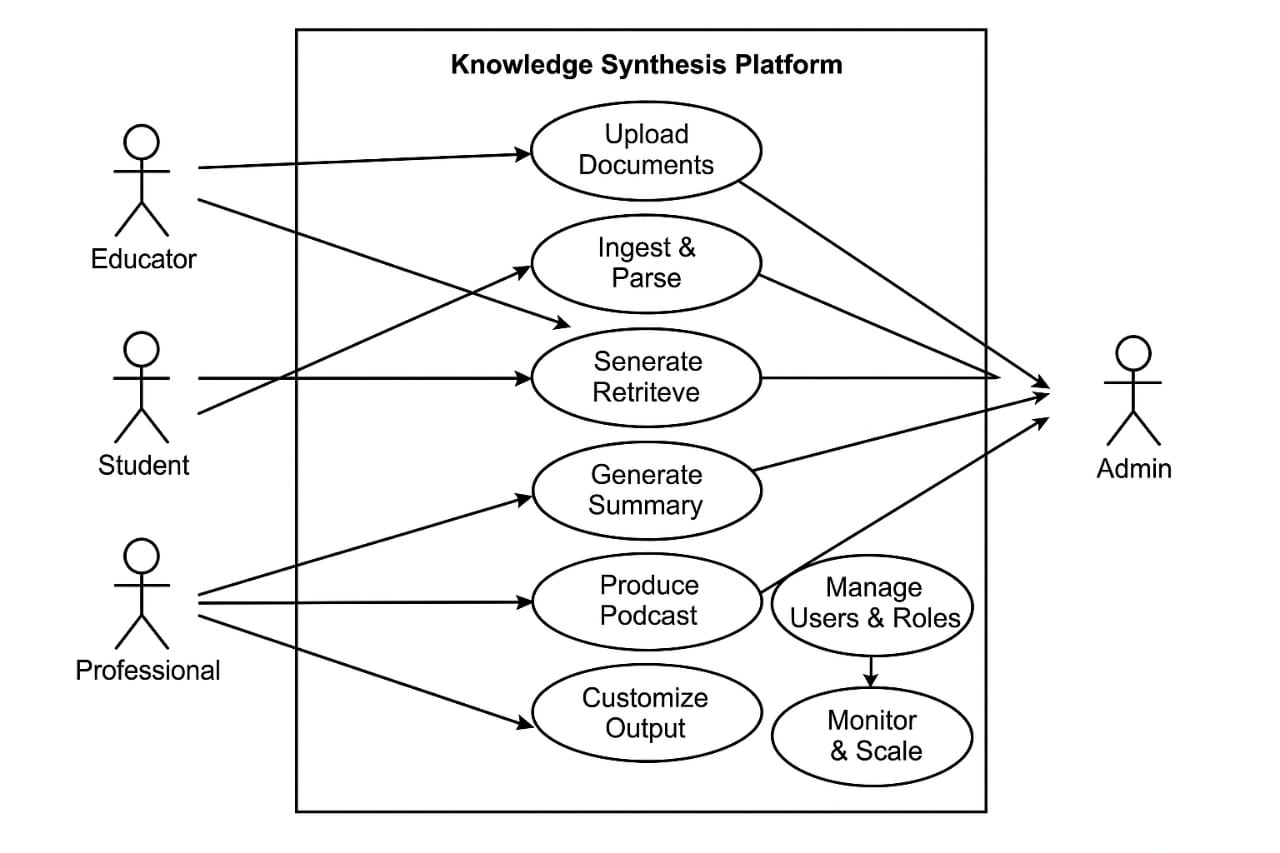 Knowledge Synthesis Platform
Educator
Student
Professional
Upload
Documents
Ingest &
Parse
Senerate
Retriteve
Generate
Summary
Produce
Podcast
Customize
Output
Manage
Users & Roles
Monitor
& Scale
Admin